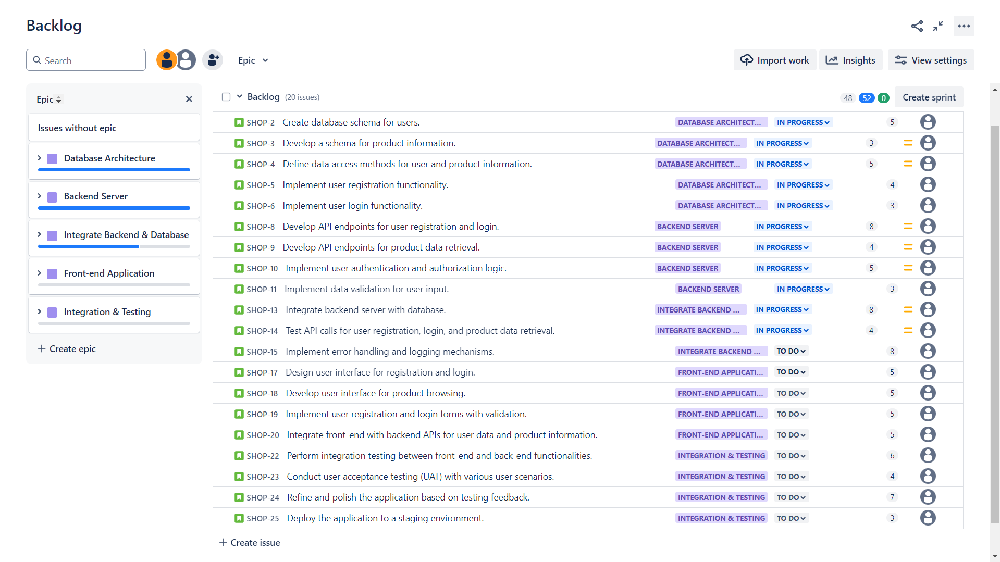 Backlog
Search
Epic
Import work
Insights
View settings
Epic
Issues without epic
Database Architecture
Backend Server
Integrate Backend & Database
Front-end Application
Integration & Testing
Create epic
Backlog (20 issues) 48 52 0 Create sprint
SHOP-2 Create database schema for users. DATABASE ARCHITECT... IN PROGRESS 5
SHOP-3 Develop a schema for product information. DATABASE ARCHITECT... IN PROGRESS 3
SHOP-4 Define data access methods for user and product information. DATABASE ARCHITECT... IN PROGRESS 5
SHOP-5 Implement user registration functionality. DATABASE ARCHITECT... IN PROGRESS 4
SHOP-6 Implement user login functionality. DATABASE ARCHITECT... IN PROGRESS 3
SHOP-8 Develop API endpoints for user registration and login. BACKEND SERVER IN PROGRESS 8
SHOP-9 Develop API endpoints for product data retrieval. BACKEND SERVER IN PROGRESS 4
SHOP-10 Implement user authentication and authorization logic. BACKEND SERVER IN PROGRESS 5
SHOP-11 Implement data validation for user input. BACKEND SERVER IN PROGRESS 3
SHOP-13 Integrate backend server with database. INTEGRATE BACKEND ... IN PROGRESS 8
SHOP-14 Test API calls for user registration, login, and product data retrieval. INTEGRATE BACKEND ... IN PROGRESS 4
SHOP-15 Implement error handling and logging mechanisms. INTEGRATE BACKEND ... TO DO 8
SHOP-17 Design user interface for registration and login. FRONT-END APPLICATI... TO DO 5
SHOP-18 Develop user interface for product browsing. FRONT-END APPLICATI... TO DO 5
SHOP-19 Implement user registration and login forms with validation. FRONT-END APPLICATI... TO DO 5
SHOP-20 Integrate front-end with backend APIs for user data and product information. FRONT-END APPLICATI... TO DO 5
SHOP-22 Perform integration testing between front-end and back-end functionalities. INTEGRATION & TESTING TO DO 6
SHOP-23 Conduct user acceptance testing (UAT) with various user scenarios. INTEGRATION & TESTING TO DO 4
SHOP-24 Refine and polish the application based on testing feedback. INTEGRATION & TESTING TO DO 7
SHOP-25 Deploy the application to a staging environment. INTEGRATION & TESTING TO DO 3
Create issue